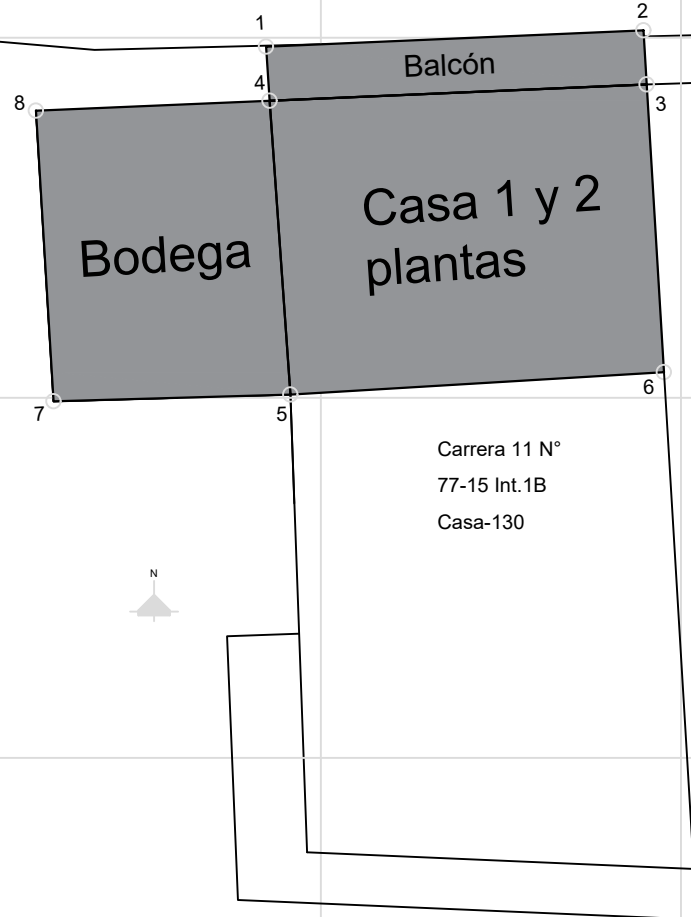 1
2
Balcón
4
8
3
Casa 1 y 2
plantas
Bodega
6
7
5
Carrera 11 N°
77-15 Int.1B
Casa-130
N